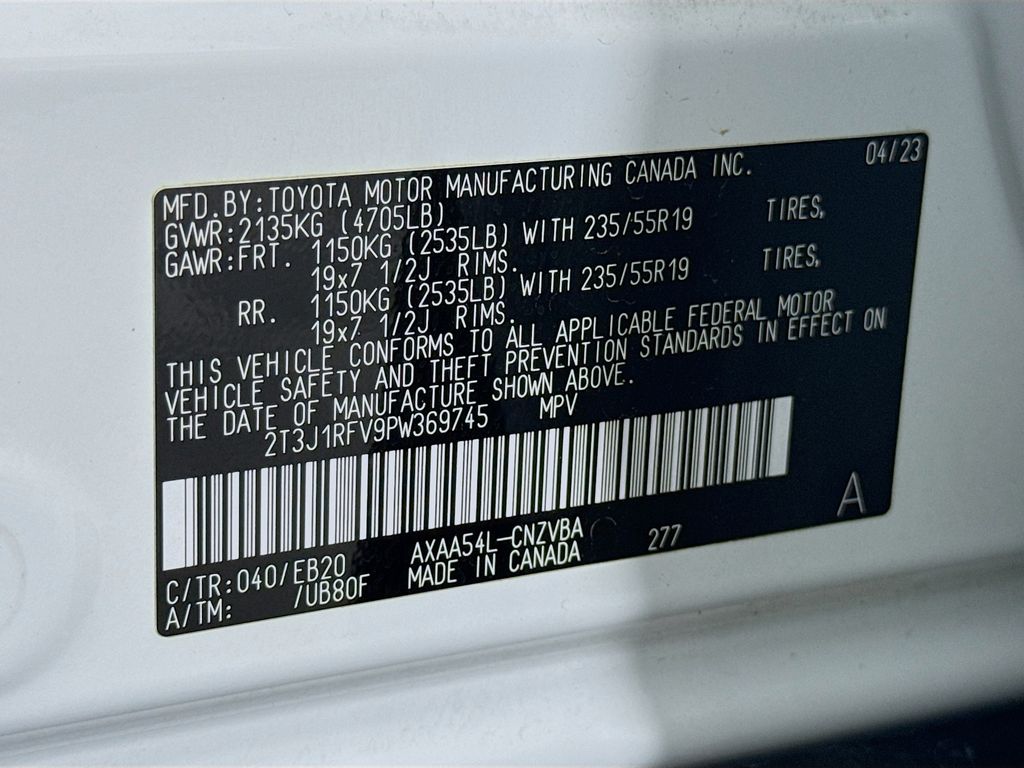 04/23
MFD.BY:TOYOTA MOTOR MANUFACTURING CANADA INC.
GVWR:2135KG (4705LB)
GAWR:FRT. 1150KG (2535LB) WITH 235/55R19 TIRES,
19x7 1/2J RIMS.
RR. 1150KG (2535LB) WITH 235/55R19 TIRES,
19x7 1/2J RIMS.
THIS VEHICLE CONFORMS TO ALL APPLICABLE FEDERAL MOTOR
VEHICLE SAFETY AND THEFT PREVENTION STANDARDS IN EFFECT ON
THE DATE OF MANUFACTURE SHOWN ABOVE.
2T3J1RFV9PW369745 MPV
A
C/TR:040/EB20 AXAA54L-CNZVBA 277
A/TM: /UB80F MADE IN CANADA